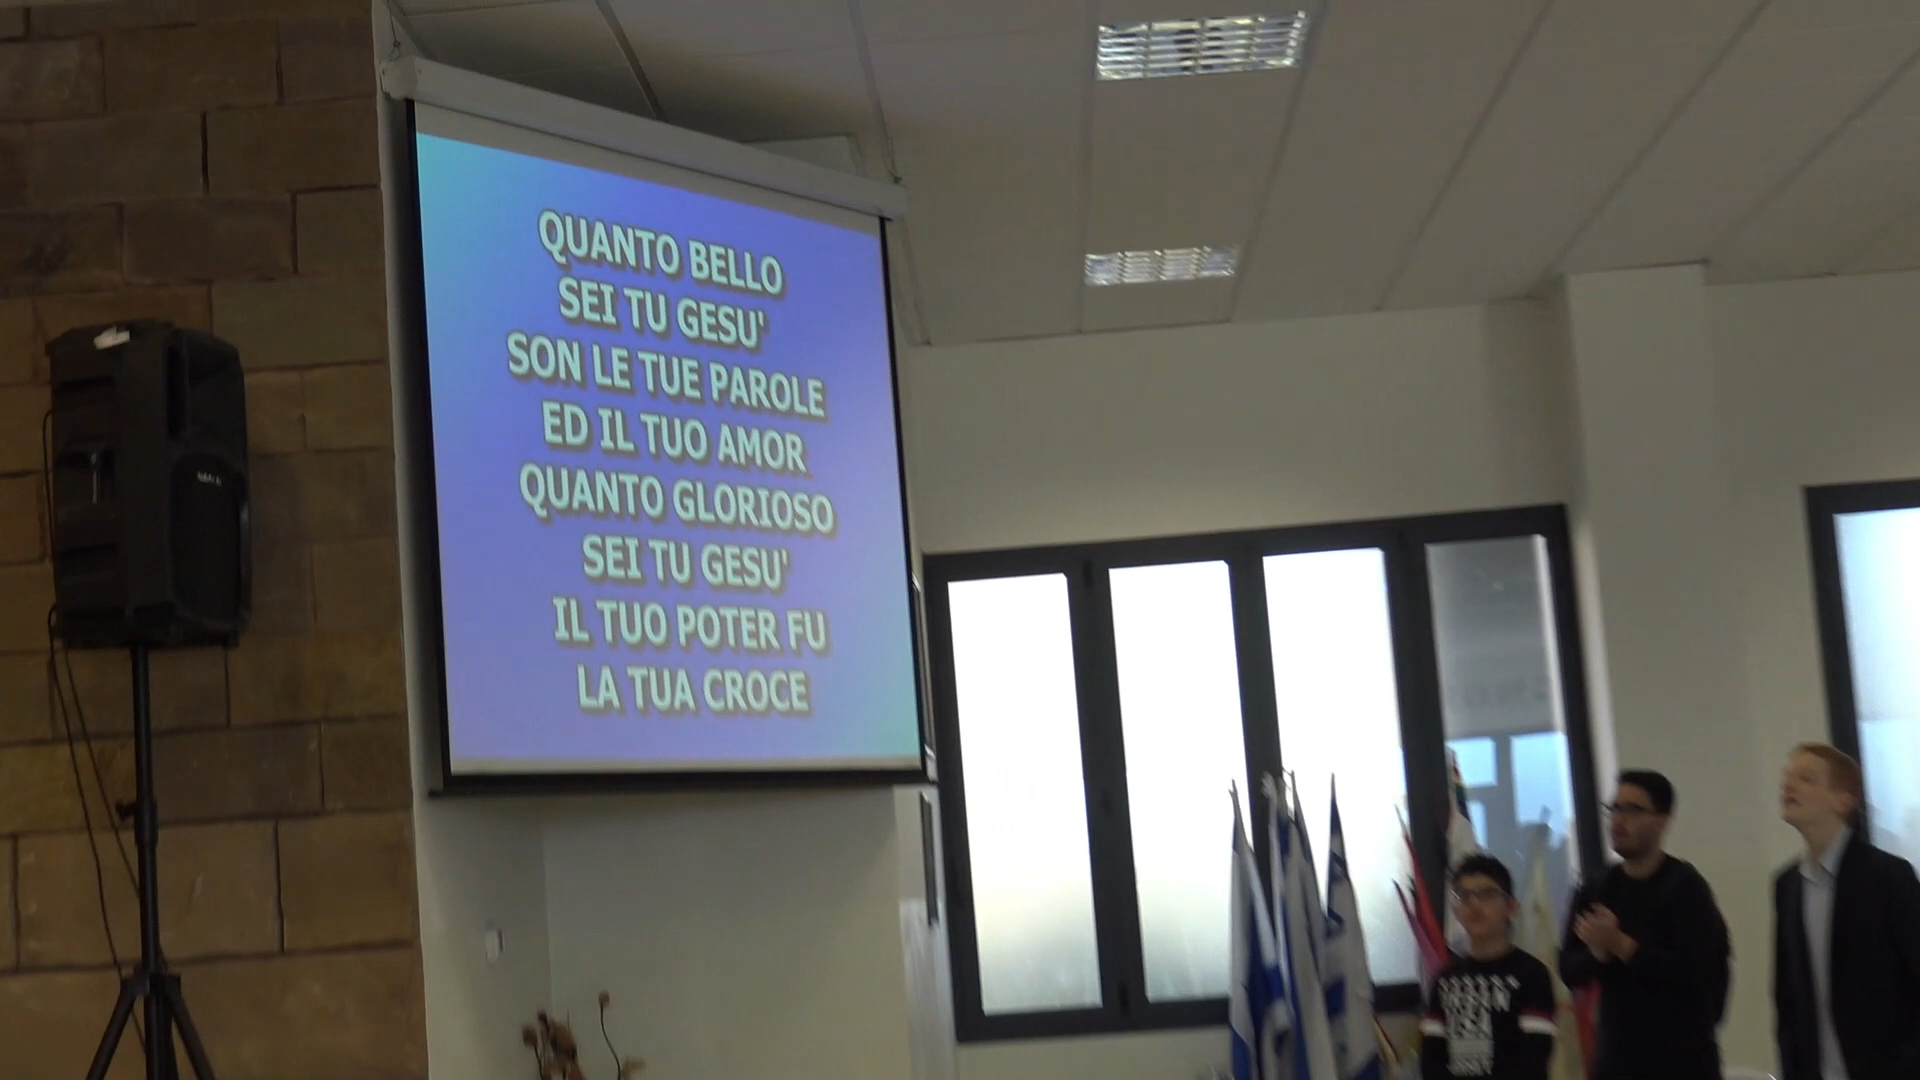 QUANTO BELLO
SEI TU GESU'
SON LE TUE PAROLE
ED IL TUO AMOR
QUANTO GLORIOSO
SEI TU GESU'
IL TUO POTER FU
LA TUA CROCE